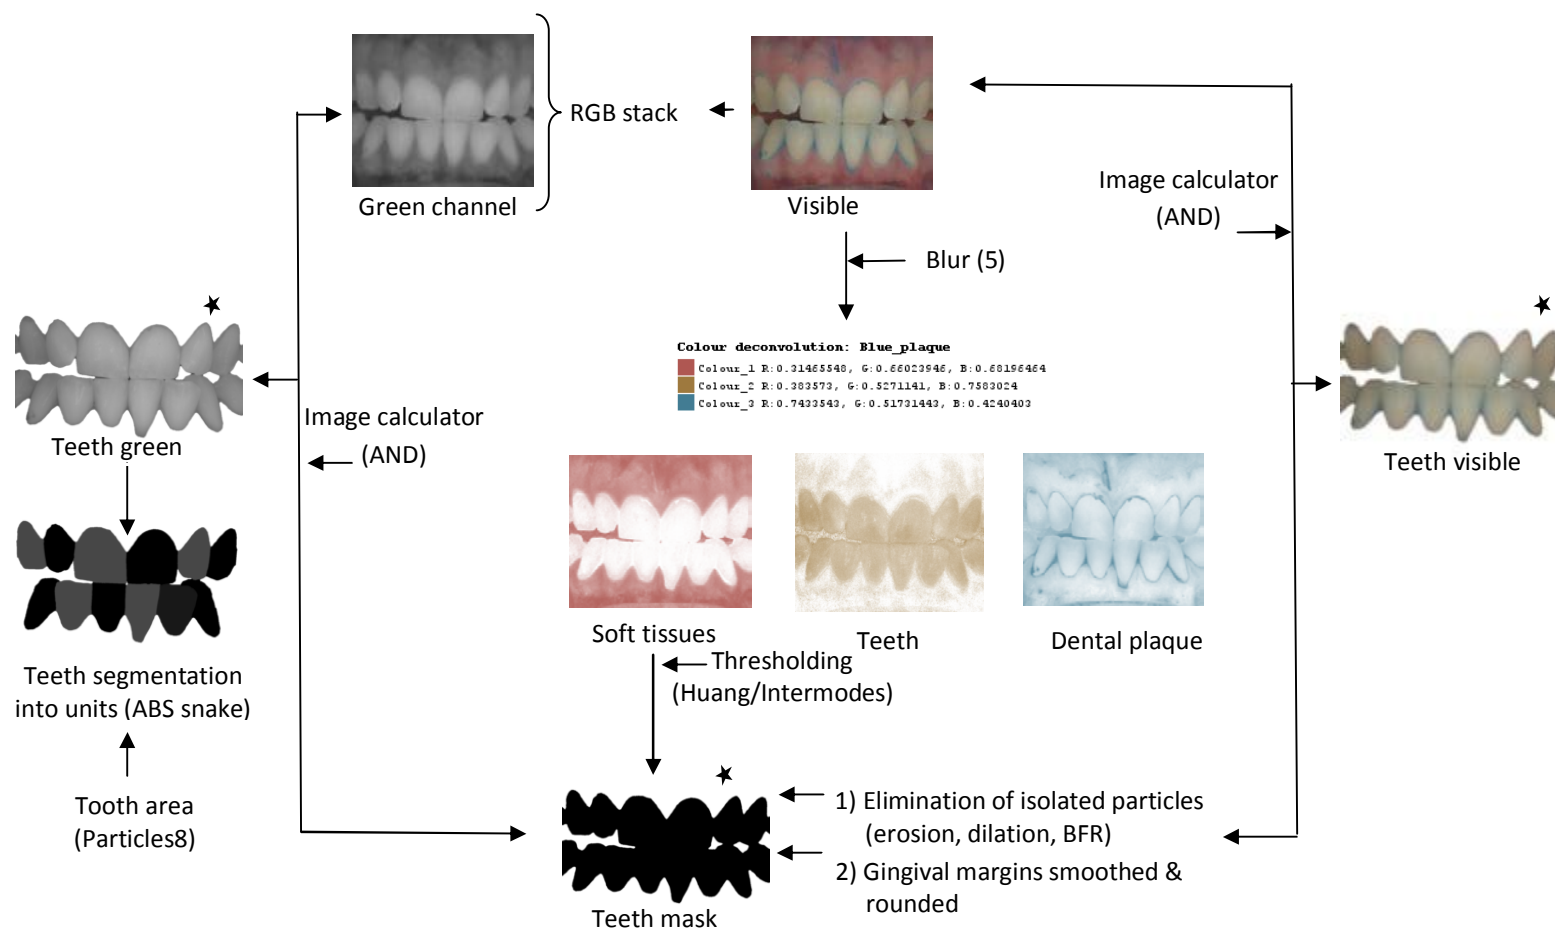 RGB stack
Green channel
Visible
Image calculator
(AND)
Blur (5)
Colour deconvolution: Blue_plaque
Colour_1 R:0.31465548, G:0.66023946, B:0.68196464
Colour_2 R:0.383573, G:0.5271141, B:0.7583024
Colour_3 R:0.7433543, G:0.51731443, B:0.4240403
Teeth green
Image calculator
(AND)
Teeth visible
Soft tissues
Teeth
Dental plaque
Thresholding
(Huang/Intermodes)
Teeth segmentation
into units (ABS snake)
Tooth area
(Particles8)
1) Elimination of isolated particles
(erosion, dilation, BFR)
2) Gingival margins smoothed &
rounded
Teeth mask